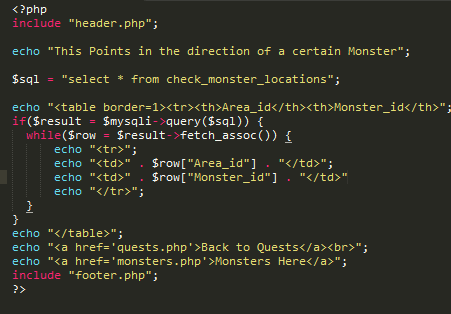 <?php
include "header.php";
echo "This Points in the direction of a certain Monster";
$sql = "select * from check_monster_locations";
echo "<table border=1><tr><th>Area_id</th><th>Monster_id</th>";
if($result = $mysqli->query($sql)) {
while($row = $result->fetch_assoc()) {
echo "<tr>";
echo "<td>" . $row["Area_id"] . "</td>";
echo "<td>" . $row["Monster_id"] . "</td>"
echo "</tr>";
}
}
echo "</table>";
echo "<a href='quests.php'>Back to Quests</a><br>";
echo "<a href='monsters.php'>Monsters Here</a>";
include "footer.php";
?>